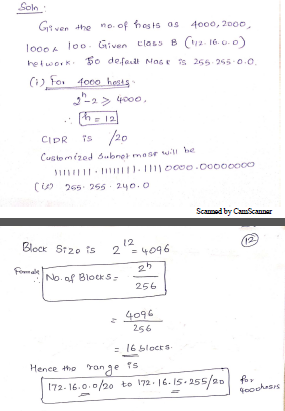 Soln:
Given the no. of hosts as 4000, 2000,
1000 & 100. Given class B (172.16.0.0)
network. So default Mask is 255.255.0.0.
(i) For 4000 hosts.
2^n - 2 ≥ 4000.
∴ n = 12
CIDR is /20
Customized Subnet mask will be
11111111.11111111.11110000.00000000
(is) 255.255.240.0
Scanned by CamScanner
12
Block Size is 2^12 = 4096
Formula
∴ No. of Blocks = 2^n / 256
= 4096 / 256
= 16 blocks.
Hence the range is
172.16.0.0/20 to 172.16.15.255/20 for 4000 hosts